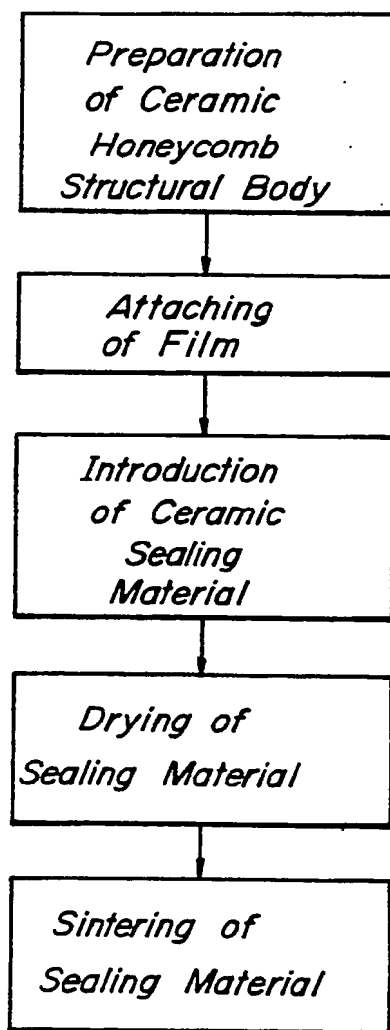 Preparation
of Ceramic
Honeycomb
Structural Body
Attaching
of Film
Introduction
of Ceramic
Sealing
Material
Drying of
Sealing Material
Sintering of
Sealing Material